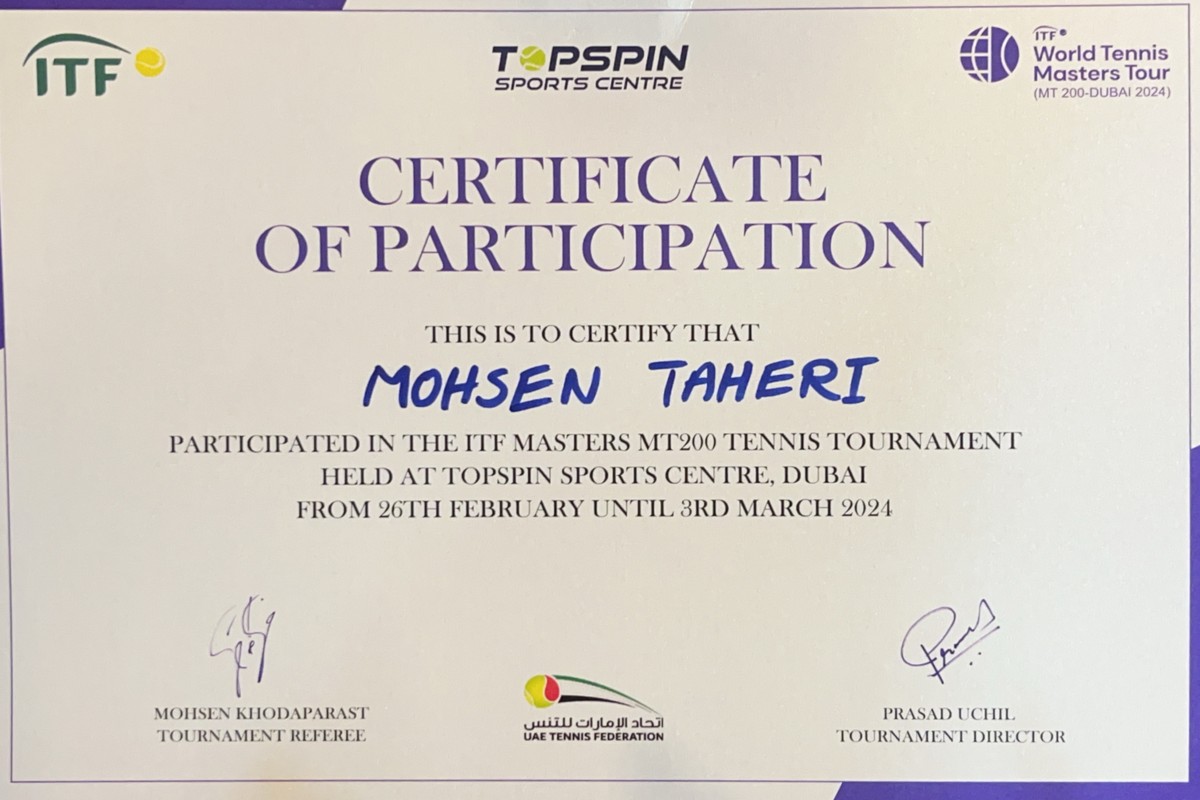 ITF
TOPSPIN
SPORTS CENTRE
ITF®
World Tennis
Masters Tour
(MT 200-DUBAI 2024)
CERTIFICATE
OF PARTICIPATION
THIS IS TO CERTIFY THAT
MOHSEN TAHERI
PARTICIPATED IN THE ITF MASTERS MT200 TENNIS TOURNAMENT
HELD AT TOPSPIN SPORTS CENTRE, DUBAI
FROM 26TH FEBRUARY UNTIL 3RD MARCH 2024
MOHSEN KHODAPARAST
TOURNAMENT REFEREE
اتحاد الإمارات للتنس
UAE TENNIS FEDERATION
PRASAD UCHIL
TOURNAMENT DIRECTOR